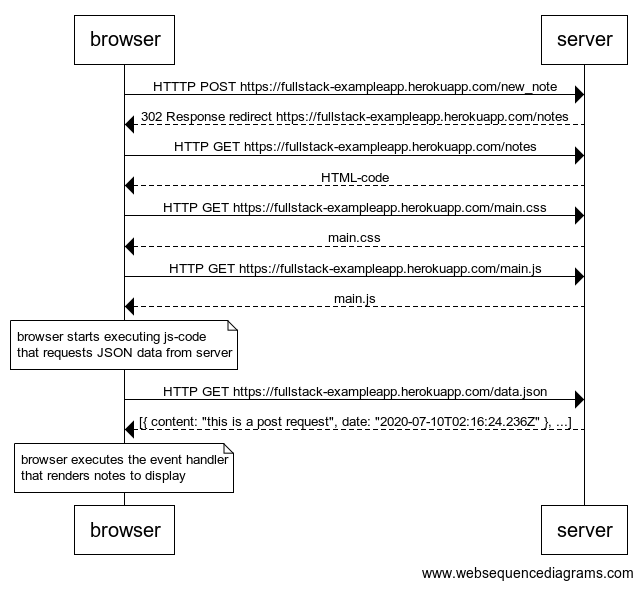 browser
server
HTTTP POST https://fullstack-exampleapp.herokuapp.com/new_note
302 Response redirect https://fullstack-exampleapp.herokuapp.com/notes
HTTP GET https://fullstack-exampleapp.herokuapp.com/notes
HTML-code
HTTP GET https://fullstack-exampleapp.herokuapp.com/main.css
main.css
HTTP GET https://fullstack-exampleapp.herokuapp.com/main.js
main.js
browser starts executing js-code
that requests JSON data from server
HTTP GET https://fullstack-exampleapp.herokuapp.com/data.json
[{ content: "this is a post request", date: "2020-07-10T02:16:24.236Z" }, ...]
browser executes the event handler
that renders notes to display
browser
server
www.websequencediagrams.com